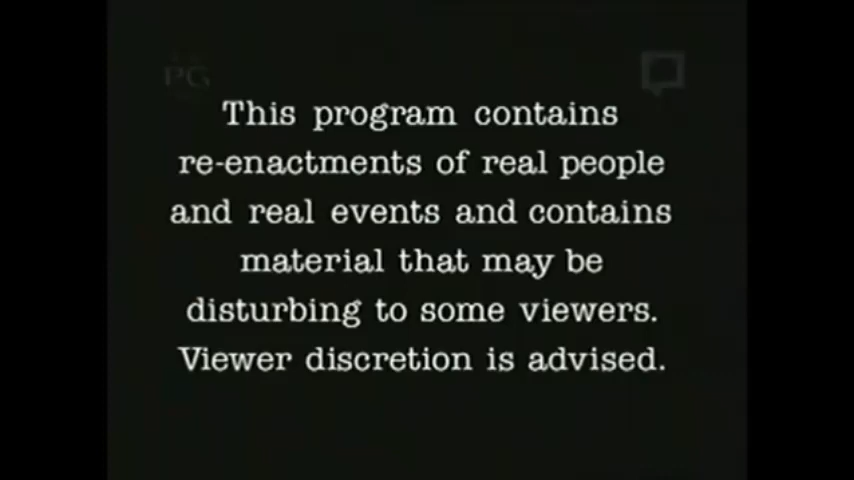 PG
This program contains
re-enactments of real people
and real events and contains
material that may be
disturbing to some viewers.
Viewer discretion is advised.